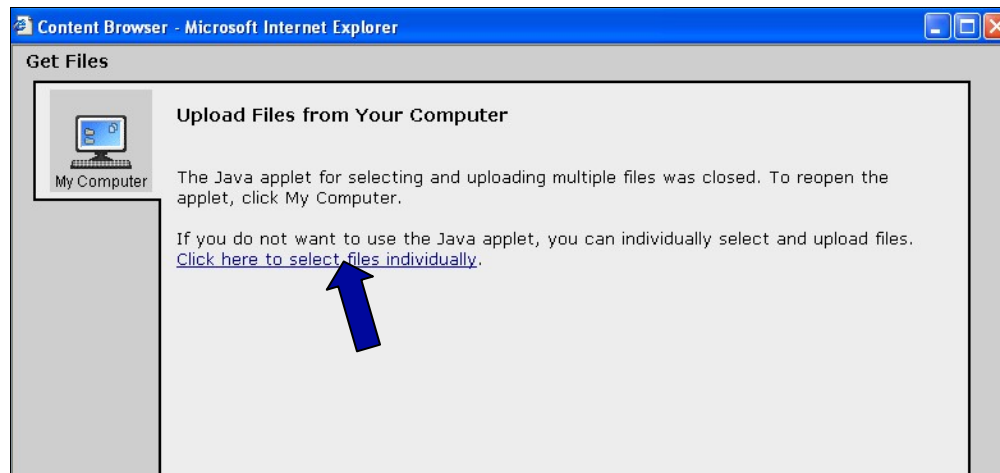 Content Browser - Microsoft Internet Explorer
Get Files
My Computer
Upload Files from Your Computer
The Java applet for selecting and uploading multiple files was closed. To reopen the
applet, click My Computer.
If you do not want to use the Java applet, you can individually select and upload files.
Click here to select files individually.